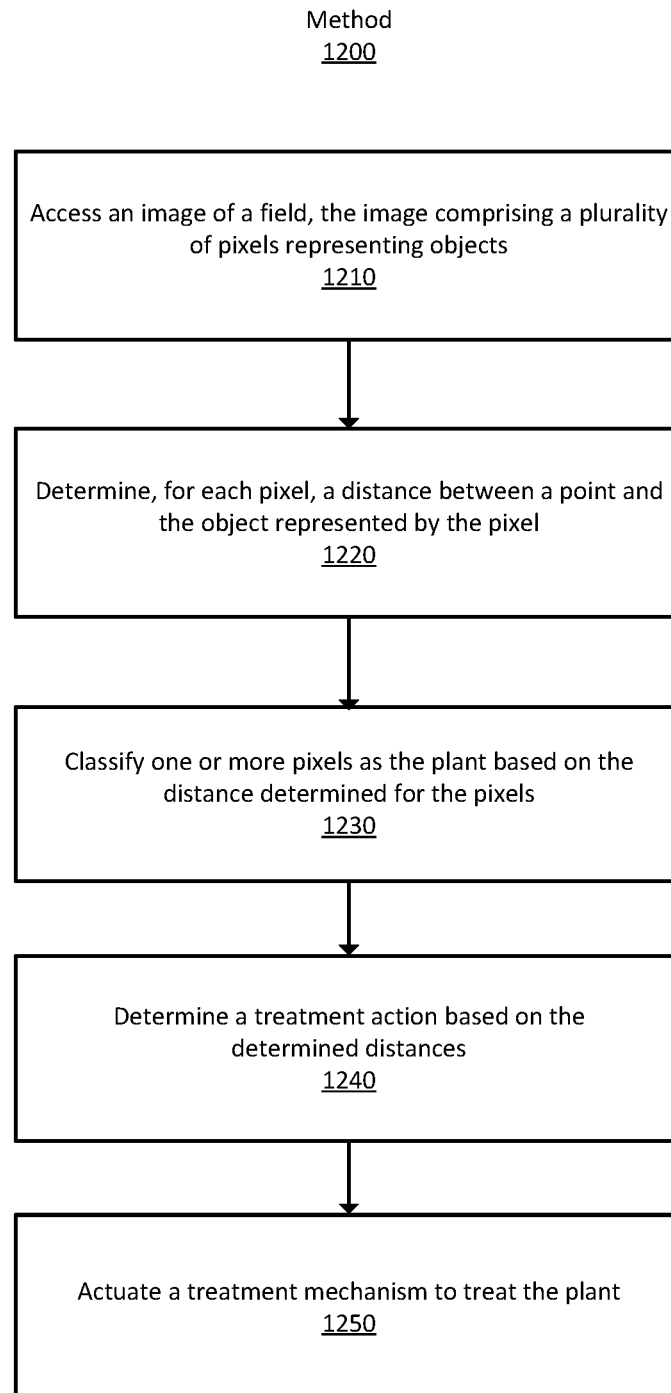 Method
1200
Access an image of a field, the image comprising a plurality
of pixels representing objects
1210
Determine, for each pixel, a distance between a point and
the object represented by the pixel
1220
Classify one or more pixels as the plant based on the
distance determined for the pixels
1230
Determine a treatment action based on the
determined distances
1240
Actuate a treatment mechanism to treat the plant
1250